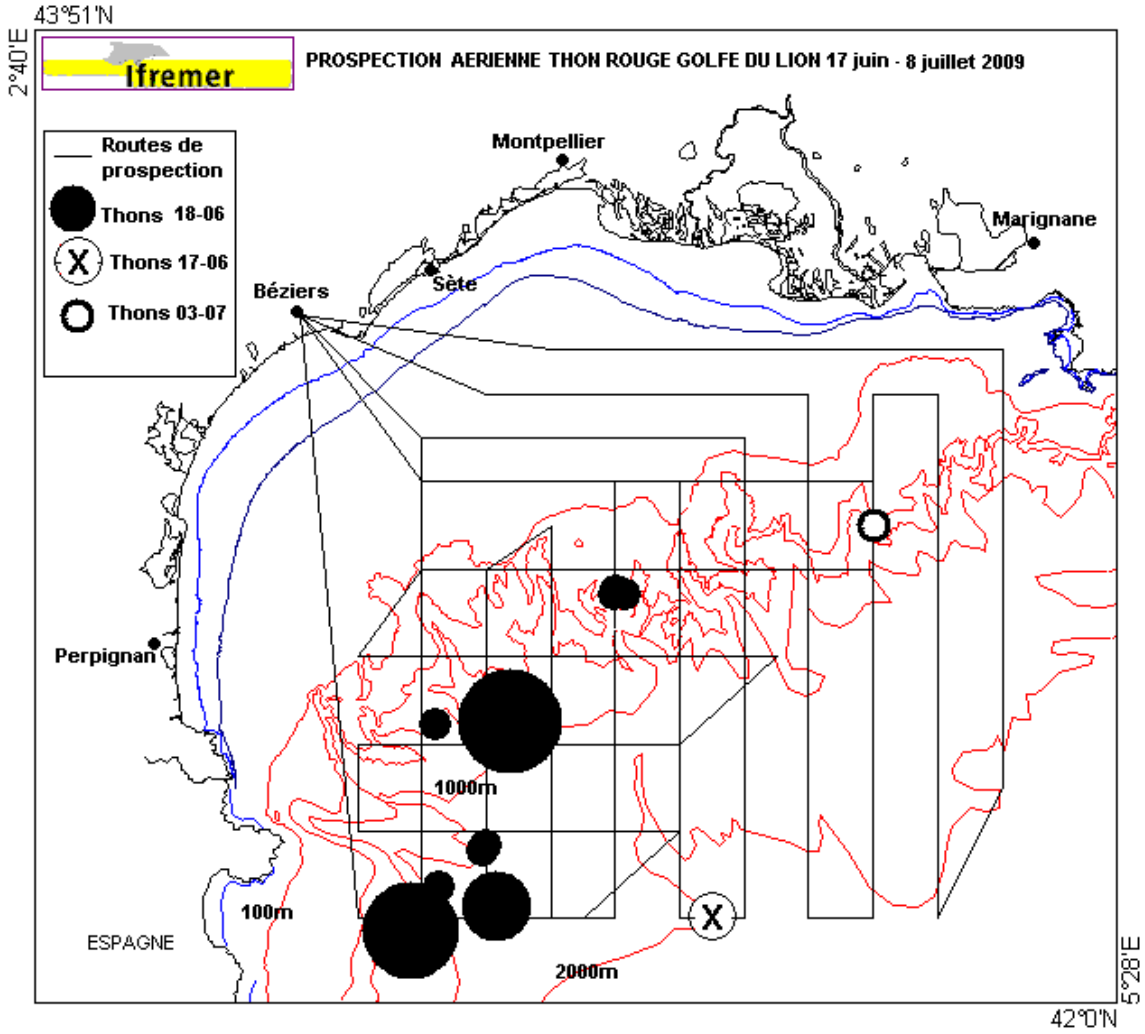 43°51'N
2°40'E
Ifremer
PROSPECTION AERIENNE THON ROUGE GOLFE DU LION 17 juin - 8 juillet 2009
Routes de
prospection
Thons 18-06
X Thons 17-06
Thons 03-07
Montpellier
Marignane
Sète
Béziers
Perpignan
1000m
100m
X
ESPAGNE
2000m
5°28'E
42°0'N